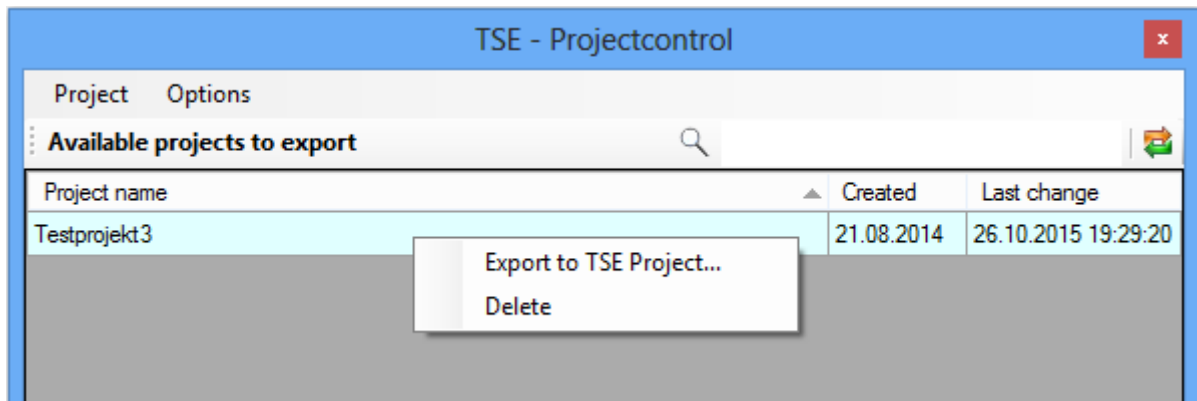 TSE - Projectcontrol
x
Project Options
Available projects to export
Project name Created Last change
Testprojekt3 21.08.2014 26.10.2015 19:29:20
Export to TSE Project...
Delete